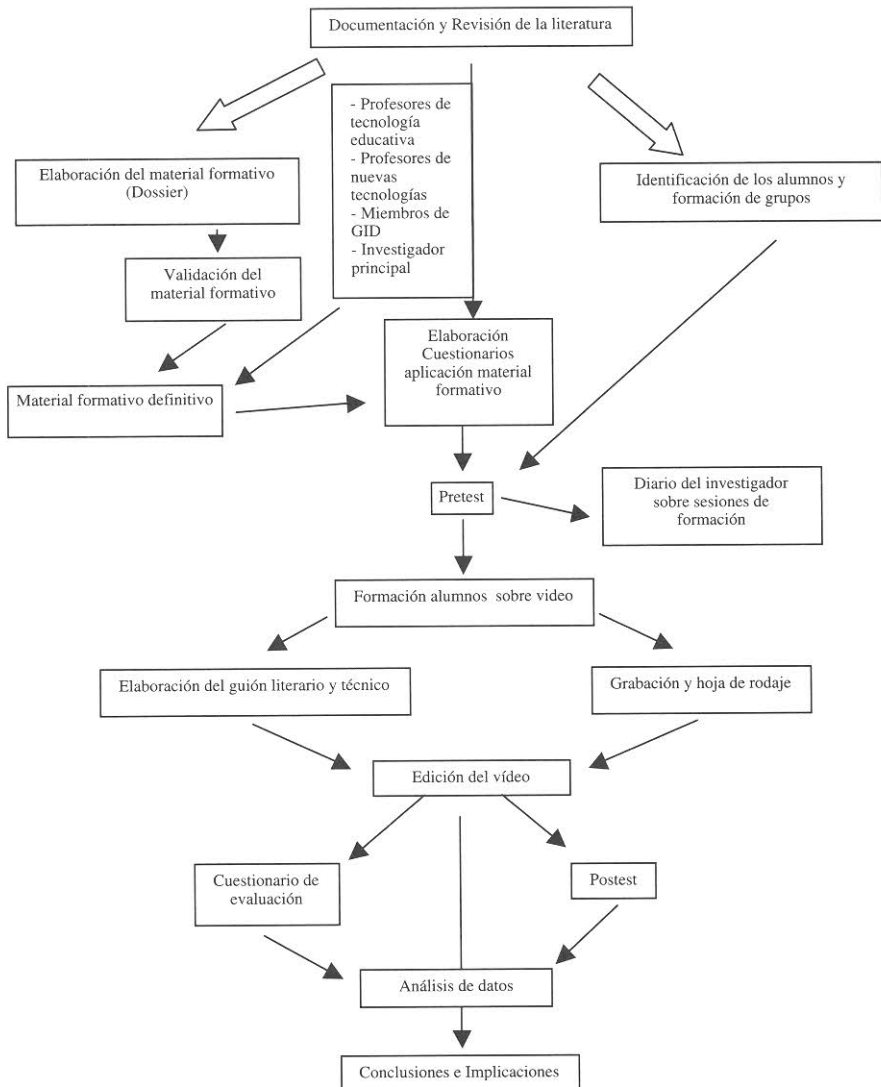 Documentación y Revisión de la literatura
- Profesores de
tecnología
educativa
- Profesores de
nuevas
tecnologías
- Miembros de
GID
- Investigador
principal
Elaboración del material formativo
(Dossier)
Identificación de los alumnos y
formación de grupos
Validación del
material formativo
Elaboración
Cuestionarios
aplicación material
formativo
Material formativo definitivo
Pretest
Diario del investigador
sobre sesiones de
formación
Formación alumnos sobre video
Elaboración del guión literario y técnico
Grabación y hoja de rodaje
Edición del vídeo
Cuestionario de
evaluación
Postest
Análisis de datos
Conclusiones e Implicaciones